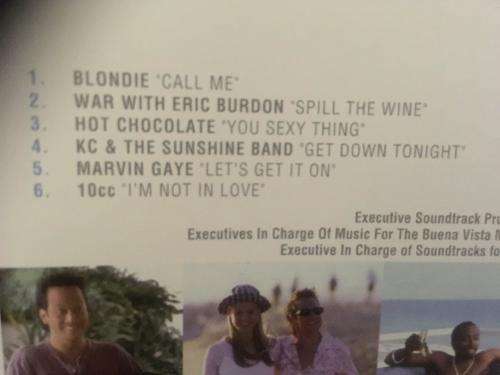 1. BLONDIE "CALL ME"
2. WAR WITH ERIC BURDON "SPILL THE WINE"
3. HOT CHOCOLATE "YOU SEXY THING"
4. KC & THE SUNSHINE BAND "GET DOWN TONIGHT"
5. MARVIN GAYE "LET'S GET IT ON"
6. 10cc "I'M NOT IN LOVE"
Executive Soundtrack
Executives In Charge Of Music For The Buena Vista
Executive In Charge of Soundtracks